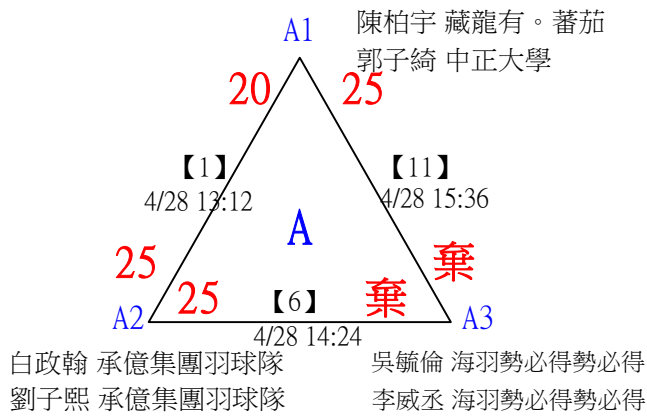 A1
陳柏宇 藏龍有。蕃茄
郭子綺 中正大學
20
25
【1】
4/28 13:12
【11】
4/28 15:36
A
25
棄
25
【6】
棄
A2
A3
4/28 14:24
白政翰 承億集團羽球隊
劉子熙 承億集團羽球隊
吳毓倫 海羽勢必得勢必得
李威丞 海羽勢必得勢必得